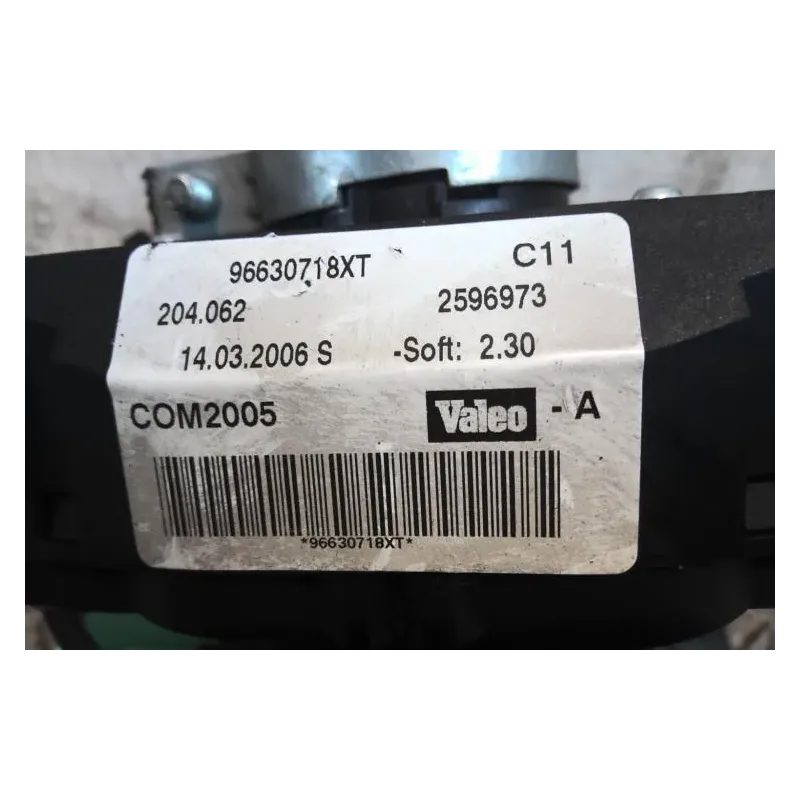 96630718XT C11
204.062 2596973
14.03.2006 S -Soft: 2.30
COM2005 Valeo - A
*96630718XT*